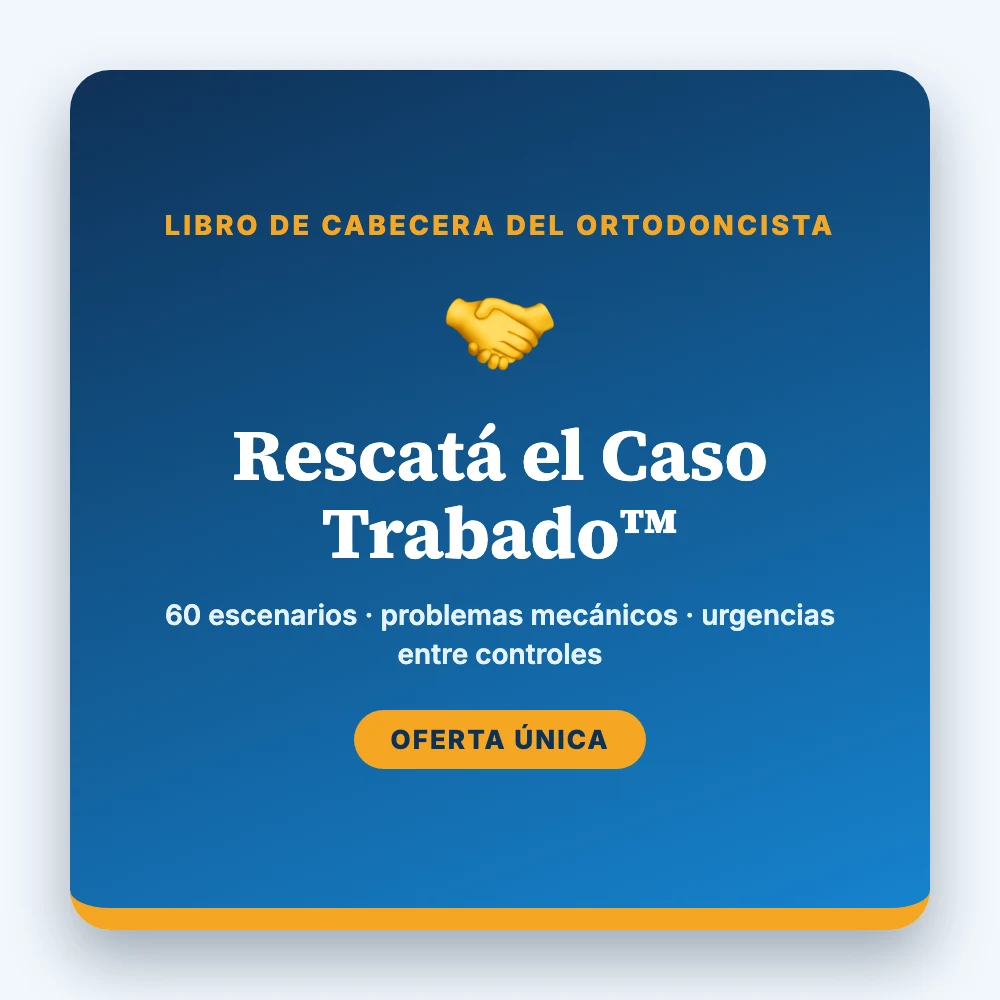 LIBRO DE CABECERA DEL ORTODONCISTA
Rescatá el Caso
Trabado™
60 escenarios · problemas mecánicos · urgencias
entre controles
OFERTA ÚNICA